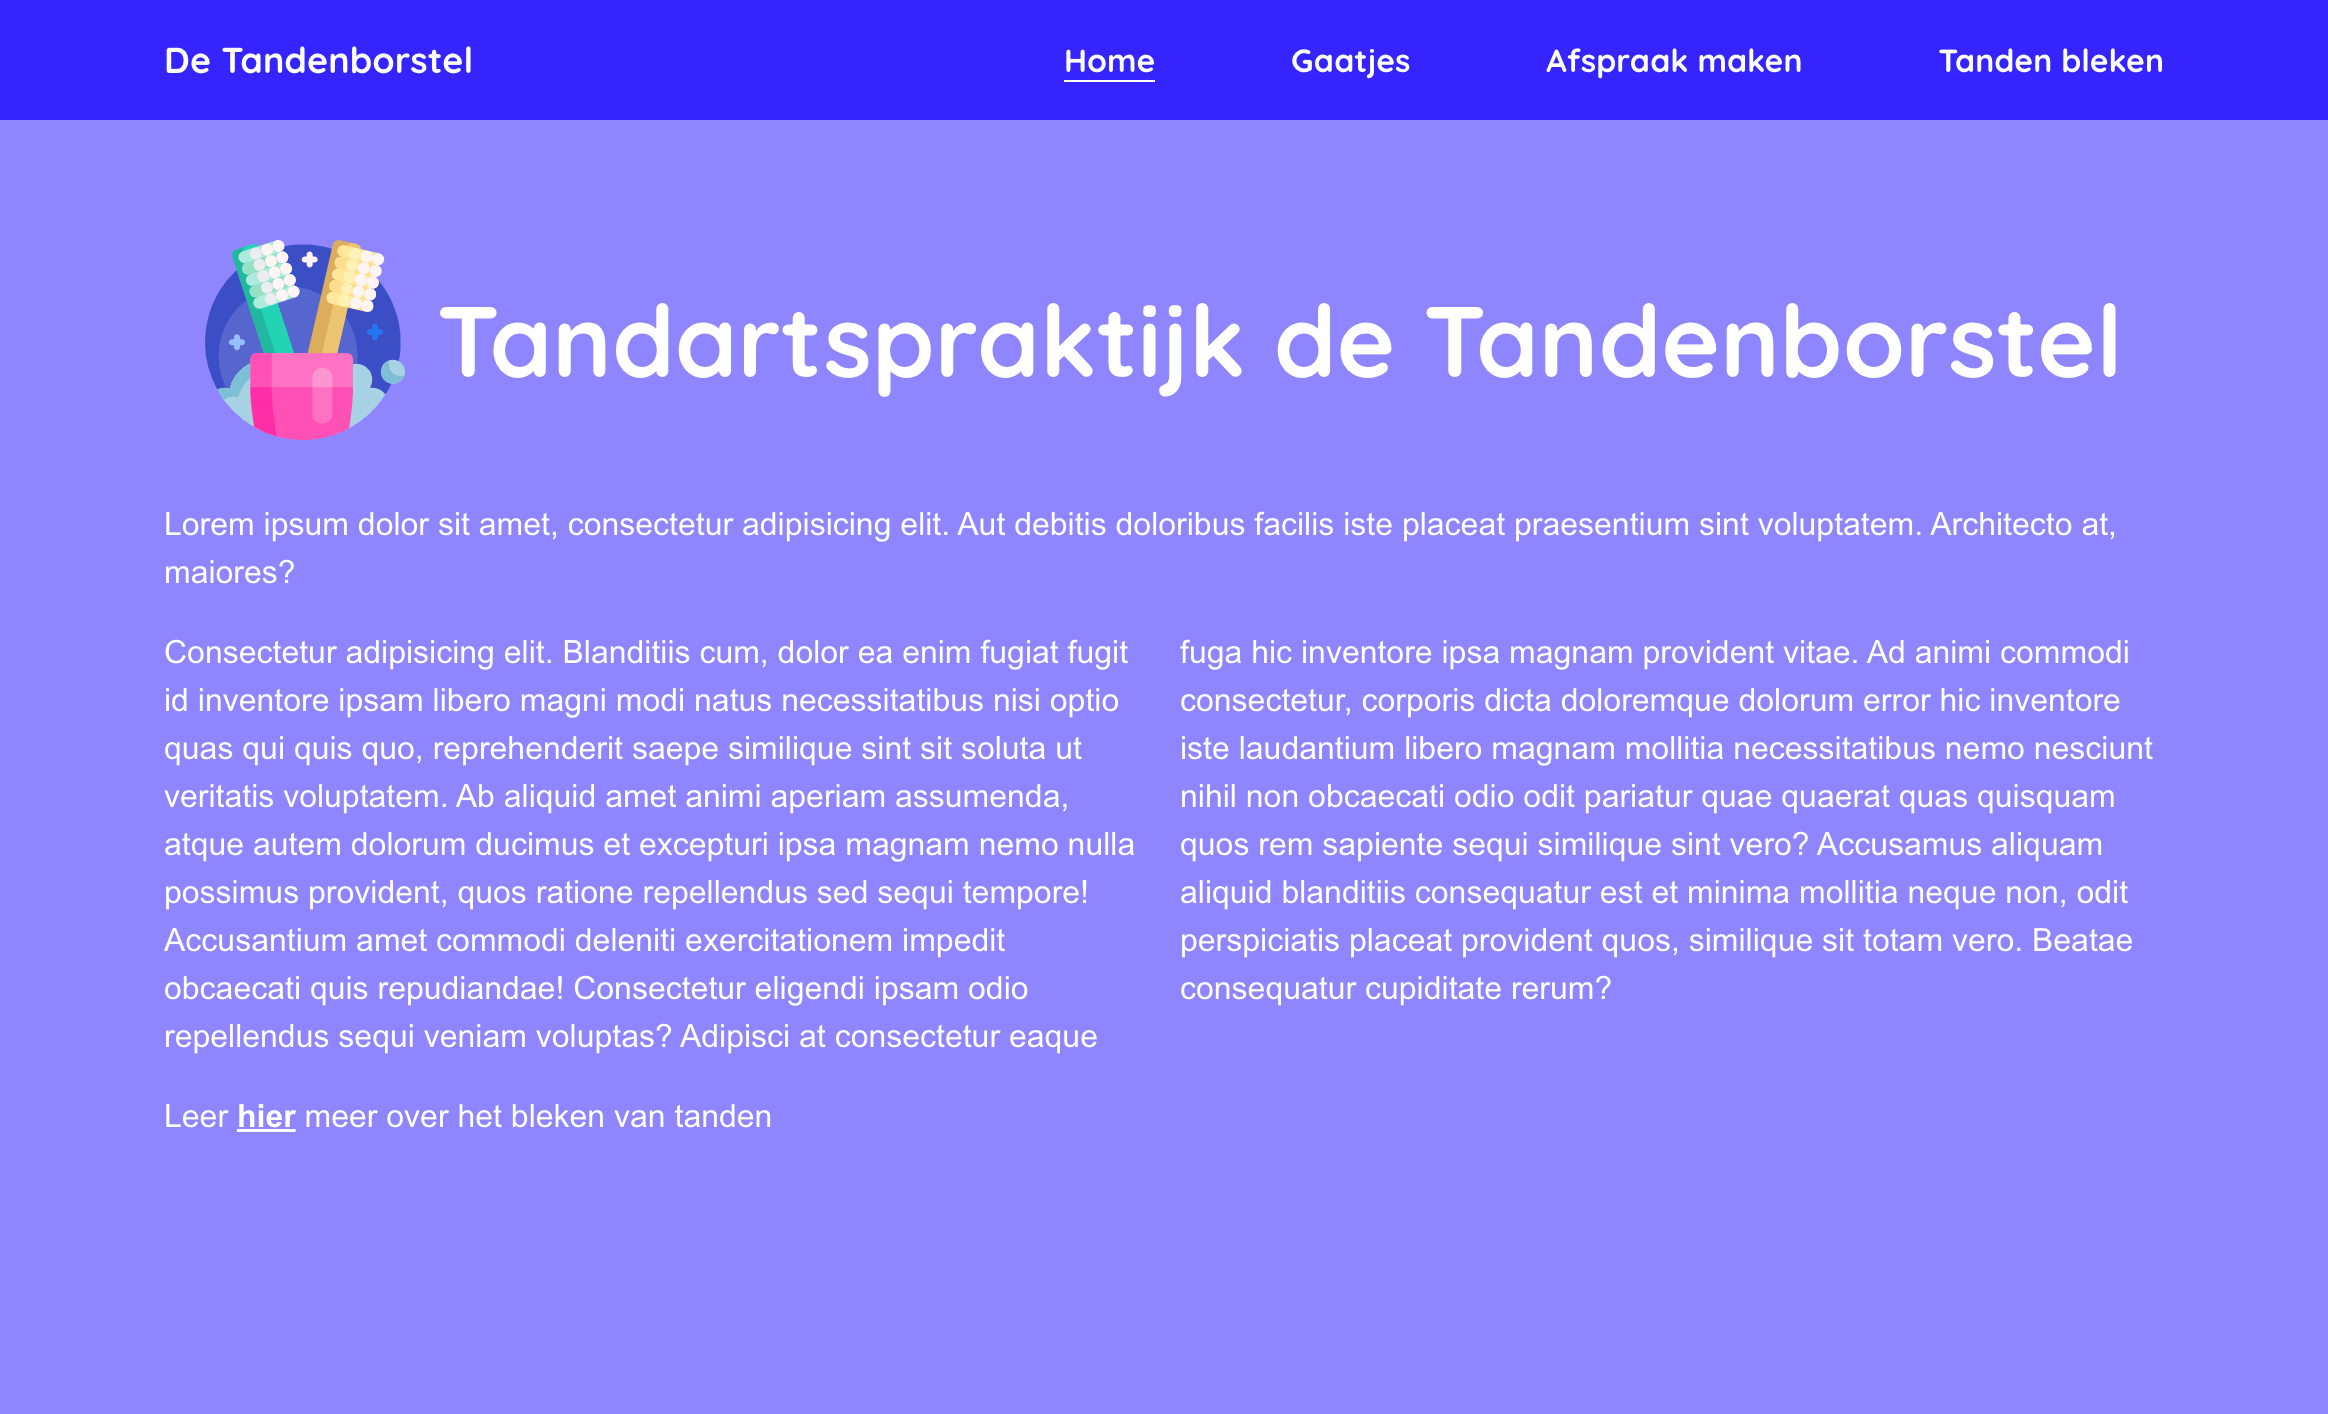 De Tandenborstel
Home
Gaatjes
Afspraak maken
Tanden bleken
Tandartspraktijk de Tandenborstel
Lorem ipsum dolor sit amet, consectetur adipisicing elit. Aut debitis doloribus facilis iste placeat praesentium sint voluptatem. Architecto at,
maiores?
Consectetur adipisicing elit. Blanditiis cum, dolor ea enim fugiat fugit
id inventore ipsam libero magni modi natus necessitatibus nisi optio
quas qui quis quo, reprehenderit saepe similique sint sit soluta ut
veritatis voluptatem. Ab aliquid amet animi aperiam assumenda,
atque autem dolorum ducimus et excepturi ipsa magnam nemo nulla
possimus provident, quos ratione repellendus sed sequi tempore!
Accusantium amet commodi deleniti exercitationem impedit
obcaecati quis repudiandae! Consectetur eligendi ipsam odio
repellendus sequi veniam voluptas? Adipisci at consectetur eaque
fuga hic inventore ipsa magnam provident vitae. Ad animi commodi
consectetur, corporis dicta doloremque dolorum error hic inventore
iste laudantium libero magnam mollitia necessitatibus nemo nesciunt
nihil non obcaecati odio odit pariatur quae quaerat quas quisquam
quos rem sapiente sequi similique sint vero? Accusamus aliquam
aliquid blanditiis consequatur est et minima mollitia neque non, odit
perspiciatis placeat provident quos, similique sit totam vero. Beatae
consequatur cupiditate rerum?
Leer hier meer over het bleken van tanden